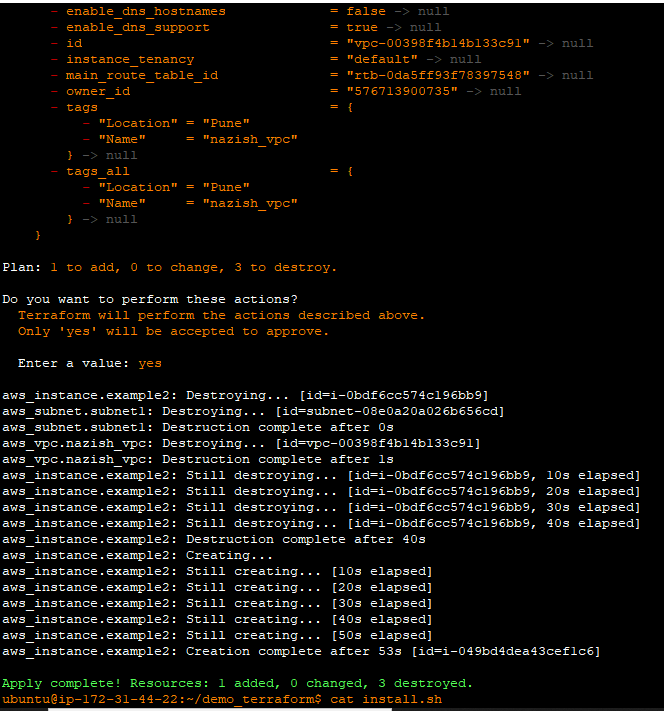 - enable_dns_hostnames = false -> null
- enable_dns_support = true -> null
- id = "vpc-00398f4b14b133c91" -> null
- instance_tenancy = "default" -> null
- main_route_table_id = "rtb-0da5ff93f78397548" -> null
- owner_id = "576713900735" -> null
- tags = {
- "Location" = "Pune"
- "Name" = "nazish_vpc"
} -> null
- tags_all = {
- "Location" = "Pune"
- "Name" = "nazish_vpc"
} -> null
}
Plan: 1 to add, 0 to change, 3 to destroy.
Do you want to perform these actions?
Terraform will perform the actions described above.
Only 'yes' will be accepted to approve.
Enter a value: yes
aws_instance.example2: Destroying... [id=i-0bdf6cc574c196bb9]
aws_subnet.subnet1: Destroying... [id=subnet-08e0a20a026b656cd]
aws_subnet.subnet1: Destruction complete after 0s
aws_vpc.nazish_vpc: Destroying... [id=vpc-00398f4b14b133c91]
aws_vpc.nazish_vpc: Destruction complete after 1s
aws_instance.example2: Still destroying... [id=i-0bdf6cc574c196bb9, 10s elapsed]
aws_instance.example2: Still destroying... [id=i-0bdf6cc574c196bb9, 20s elapsed]
aws_instance.example2: Still destroying... [id=i-0bdf6cc574c196bb9, 30s elapsed]
aws_instance.example2: Still destroying... [id=i-0bdf6cc574c196bb9, 40s elapsed]
aws_instance.example2: Destruction complete after 40s
aws_instance.example2: Creating...
aws_instance.example2: Still creating... [10s elapsed]
aws_instance.example2: Still creating... [20s elapsed]
aws_instance.example2: Still creating... [30s elapsed]
aws_instance.example2: Still creating... [40s elapsed]
aws_instance.example2: Still creating... [50s elapsed]
aws_instance.example2: Creation complete after 53s [id=i-049bd4dea43cef1c6]
Apply complete! Resources: 1 added, 0 changed, 3 destroyed.
ubuntu@ip-172-31-44-22:~/demo_terraform$ cat install.sh